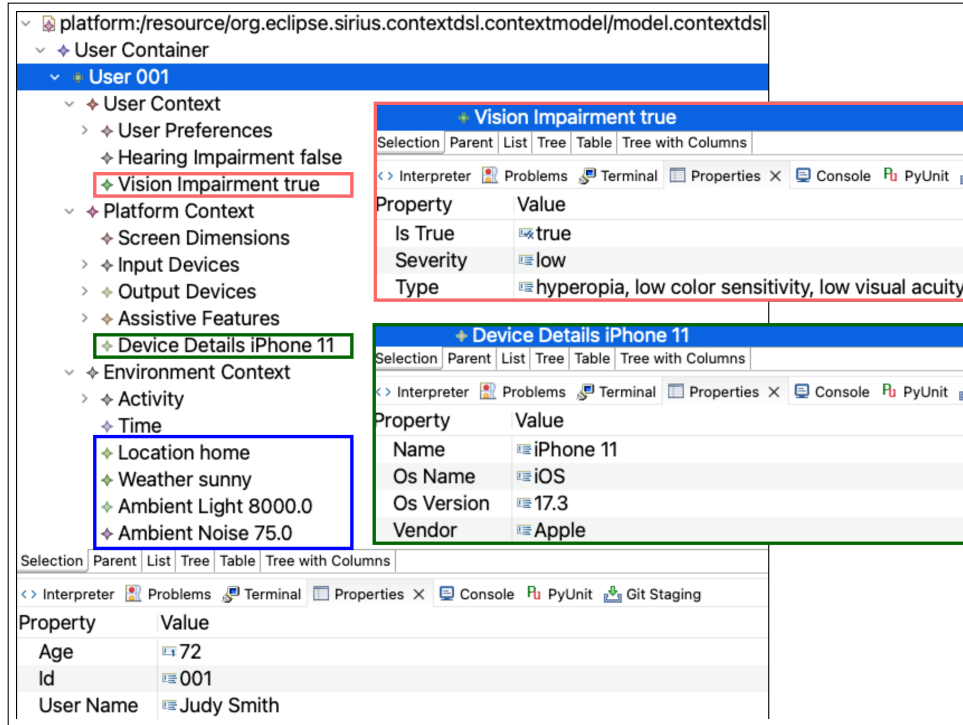 platform:/resource/org.eclipse.sirius.contextdsl.contextmodel/model.contextdsl
User Container
User 001
User Context
User Preferences
Hearing Impairment false
Vision Impairment true
Platform Context
Screen Dimensions
Input Devices
Output Devices
Assistive Features
Device Details iPhone 11
Environment Context
Activity
Time
Location home
Weather sunny
Ambient Light 8000.0
Ambient Noise 75.0
Selection Parent List Tree Table Tree with Columns
Interpreter Problems Terminal Properties Console PyUnit Git Staging
Property Value
Age 72
Id 001
User Name Judy Smith
Vision Impairment true
Selection Parent List Tree Table Tree with Columns
Interpreter Problems Terminal Properties Console PyUnit
Property Value
Is True true
Severity low
Type hyperopia, low color sensitivity, low visual acuity
Device Details iPhone 11
Selection Parent List Tree Table Tree with Columns
Interpreter Problems Terminal Properties Console PyUnit
Property Value
Name iPhone 11
Os Name iOS
Os Version 17.3
Vendor Apple